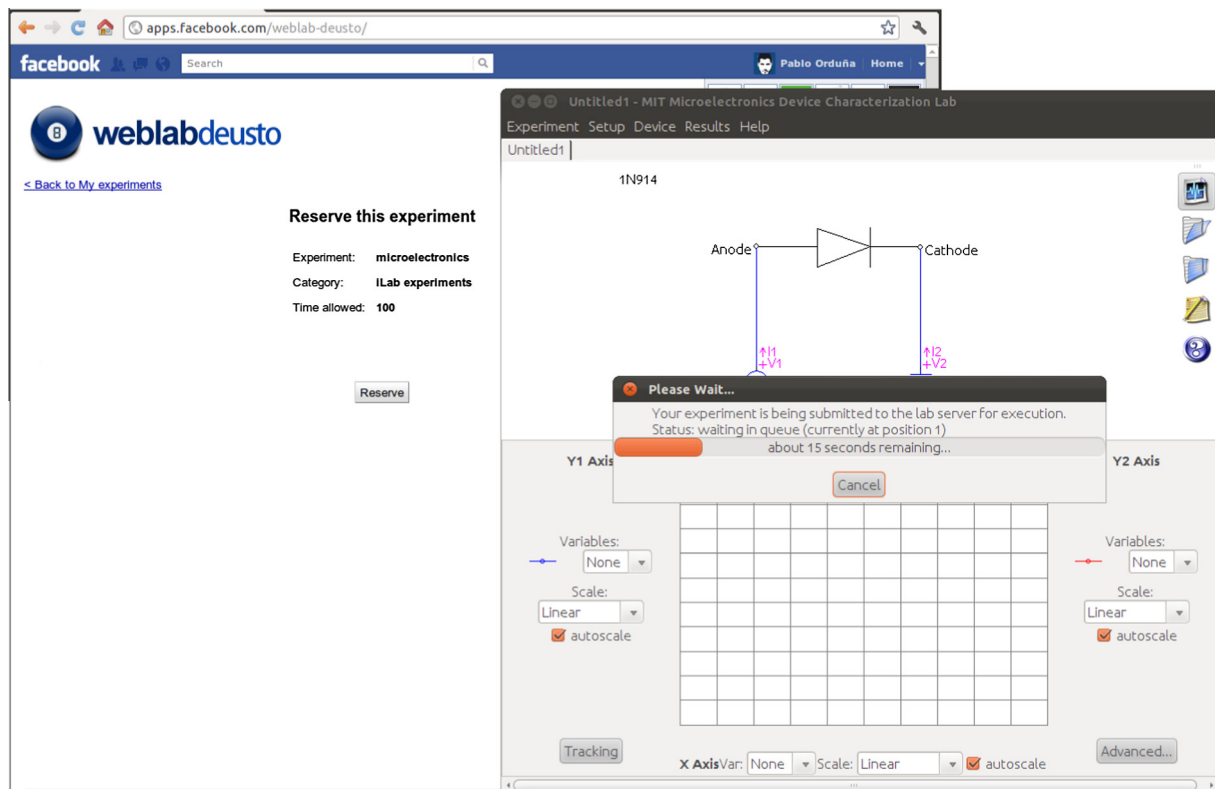 apps.facebook.com/weblab-deusto/
facebook
Search
Pablo Orduña
Home
weblabdeusto
8
< Back to My experiments
Reserve this experiment
Experiment: microelectronics
Category: iLab experiments
Time allowed: 100
Reserve
Untitled1 - MIT Microelectronics Device Characterization Lab
Experiment Setup Device Results Help
Untitled1
1N914
Anode
Cathode
I1
+V1
I2
+V2
Please Wait...
Your experiment is being submitted to the lab server for execution.
Status: waiting in queue (currently at position 1)
about 15 seconds remaining...
Cancel
Y1 Axis
Variables:
None
Scale:
Linear
autoscale
Tracking
Y2 Axis
Variables:
None
Scale:
Linear
autoscale
Advanced...
X Axis Var: None Scale: Linear autoscale